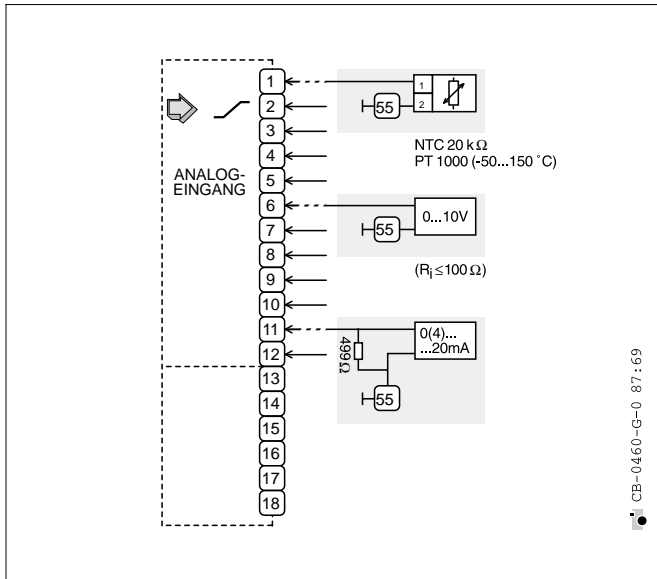 1
2
3
4
5
6
7
8
9
10
11
12
13
14
15
16
17
18
ANALOG-
EINGANG
1
2
55
NTC 20 kΩ
PT 1000 (-50...150 °C)
0...10V
55
(Ri≤100 Ω)
0(4)...
...20mA
499Ω
55
CB-0460-G-0 87:69